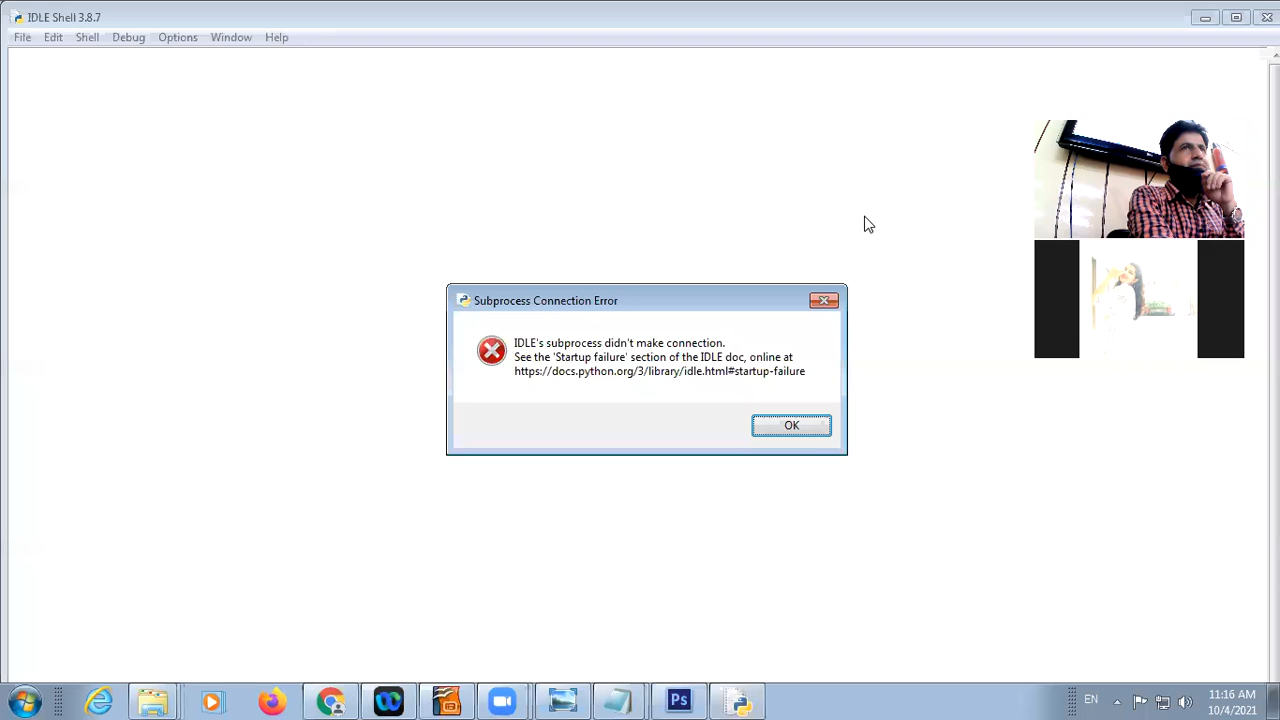 IDLE Shell 3.8.7
File Edit Shell Debug Options Window Help
Subprocess Connection Error
IDLE's subprocess didn't make connection.
See the 'Startup failure' section of the IDLE doc, online at
https://docs.python.org/3/library/idle.html#startup-failure
OK
Ps
EN
11:16 AM
10/4/2021